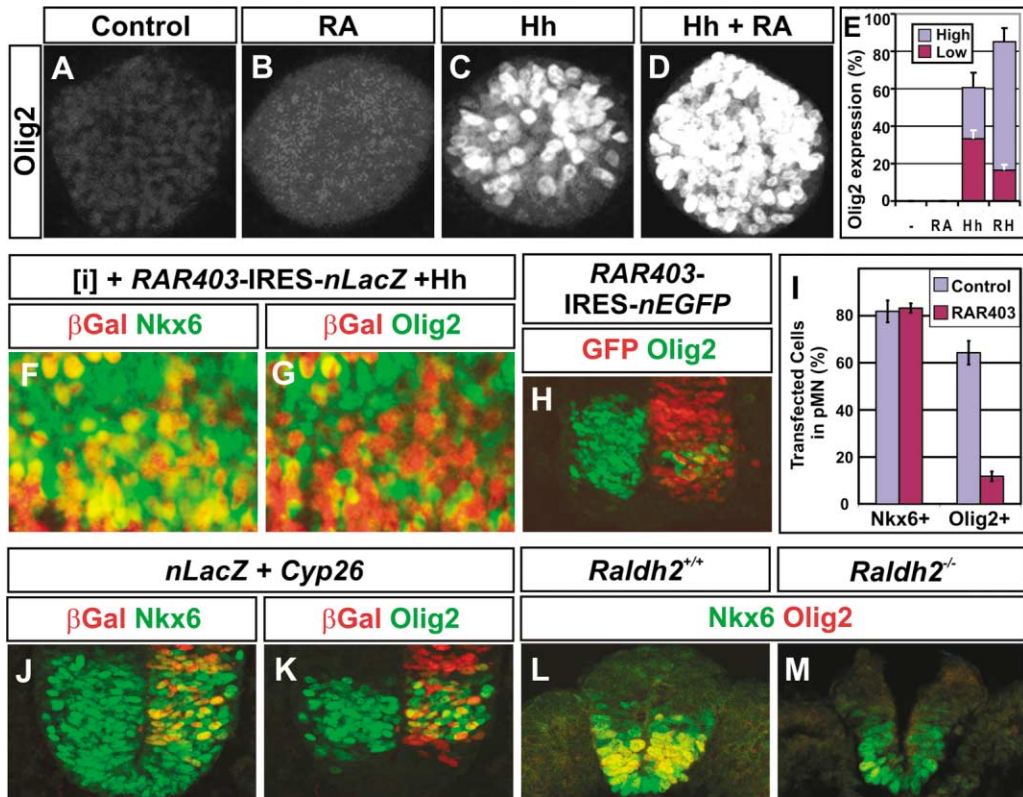 Control
RA
Hh
Hh + RA
Olig2
A
B
C
D
E
Olig2 expression (%)
100
80
60
40
20
0
High
Low
- RA Hh RH
[i] + RAR403-IRES-nLacZ +Hh
βGal Nkx6
βGal Olig2
F
G
RAR403-
IRES-nEGFP
GFP Olig2
H
I
Transfected Cells
in pMN (%)
80
60
40
20
0
Control
RAR403
Nkx6+ Olig2+
nLacZ + Cyp26
βGal Nkx6
βGal Olig2
J
K
Raldh2+/+
Raldh2-/-
Nkx6 Olig2
L
M